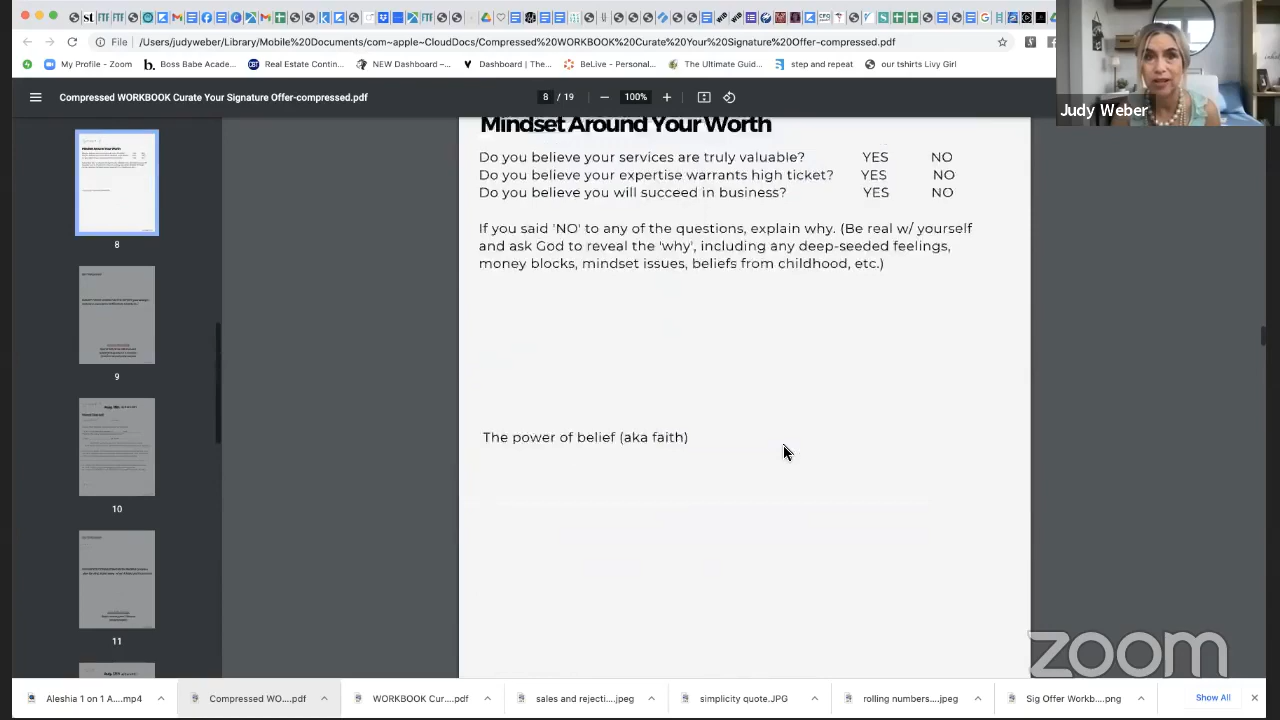 File
/Users/judyweber/Library/Mobile%20
ments/com~apple~CloudDocs/Compressed%20WORKBOOK%20Curate%20Your%20Signature%20Offer-compressed.pdf
My Profile - Zoom
b. Boss Babe Acade...
CBT Real Estate Comm...
NEW Dashboard –...
Dashboard | The...
BeLive - Personal...
The Ultimate Guid...
step and repeat
our tshirts Livy Girl
Judy Weber
Compressed WORKBOOK Curate Your Signature Offer-compressed.pdf
8 / 19
100%
Mindset Around Your Worth
Do you believe your services are truly valuable? YES NO
Do you believe your expertise warrants high ticket? YES NO
Do you believe you will succeed in business? YES NO
If you said 'NO' to any of the questions, explain why. (Be real w/ yourself
and ask God to reveal the 'why', including any deep-seeded feelings,
money blocks, mindset issues, beliefs from childhood, etc.)
The power of belief (aka faith)
8
9
10
11
zoom
Aleshia 1 on 1 A....mp4
Compressed WO....pdf
WORKBOOK Cur....pdf
sales and rejecti....jpeg
simplicity quote.JPG
rolling numbers....jpeg
Sig Offer Workb....png
Show All